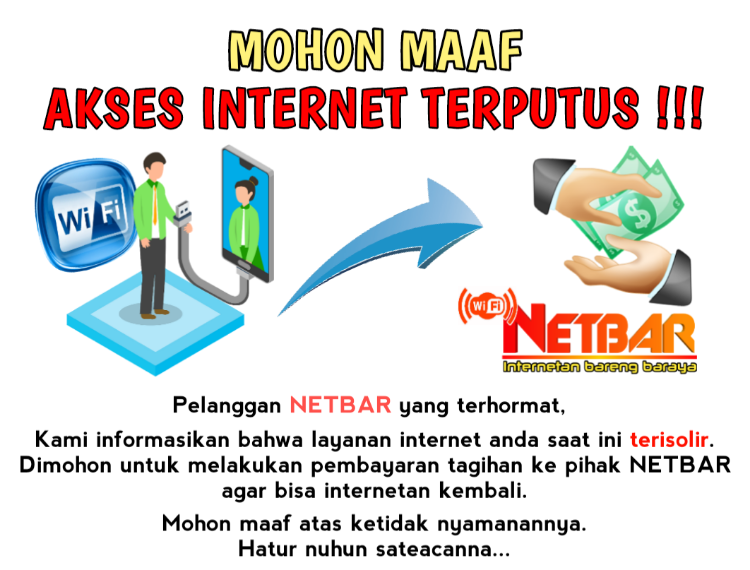 MOHON MAAF
AKSES INTERNET TERPUTUS !!!
Wi Fi
Wi Fi
NETBAR
Internetan bareng baraya
Pelanggan NETBAR yang terhormat,
Kami informasikan bahwa layanan internet anda saat ini terisolir.
Dimohon untuk melakukan pembayaran tagihan ke pihak NETBAR
agar bisa internetan kembali.
Mohon maaf atas ketidak nyamanannya.
Hatur nuhun sateacanna...